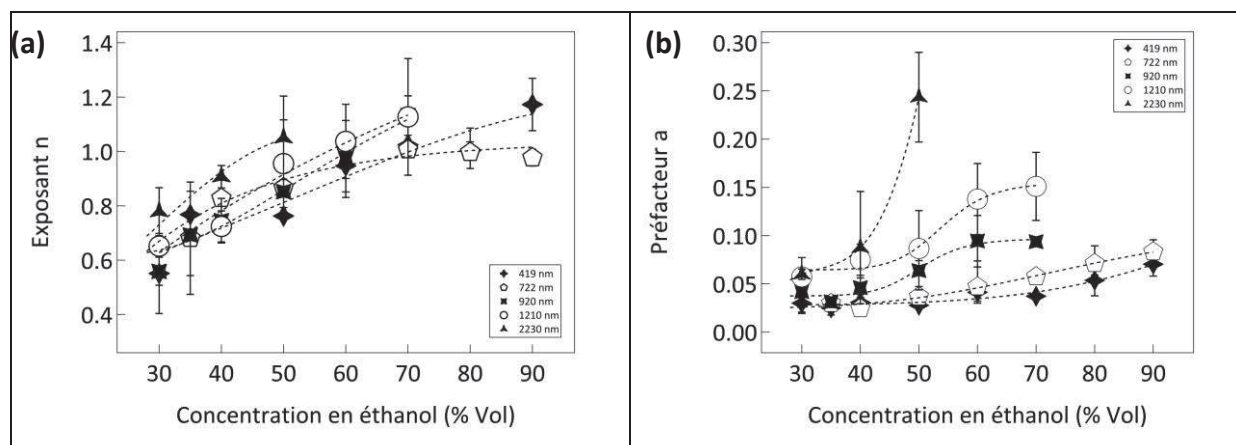 (a)
Exposant n
1.4
1.2
1.0
0.8
0.6
0.4
419 nm
722 nm
920 nm
1210 nm
2230 nm
30 40 50 60 70 80 90
Concentration en éthanol (% Vol)
(b)
Préfacteur a
0.30
0.25
0.20
0.15
0.10
0.05
0.00
419 nm
722 nm
920 nm
1210 nm
2230 nm
30 40 50 60 70 80 90
Concentration en éthanol (% Vol)